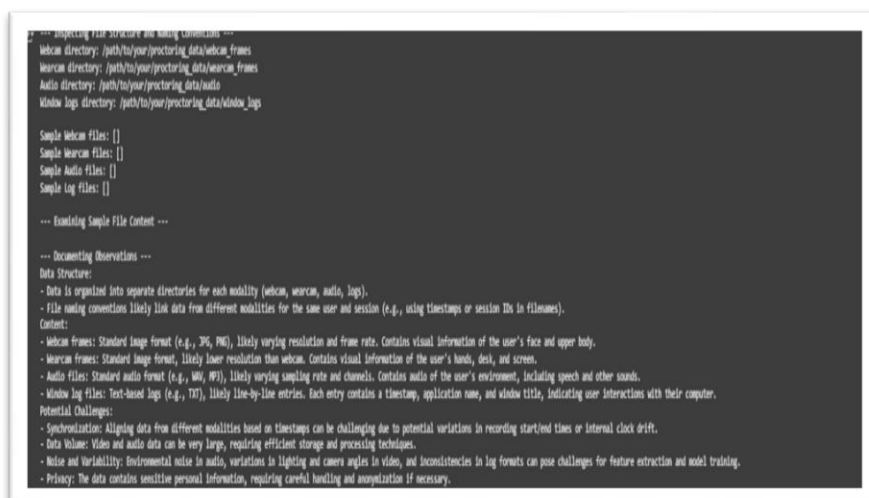 --- Inspecting File Structure and Naming Conventions ---
Webcam directory: /path/to/your/proctoring_data/webcam_frames
Wearcam directory: /path/to/your/proctoring_data/wearcam_frames
Audio directory: /path/to/your/proctoring_data/audio
Window logs directory: /path/to/your/proctoring_data/window_logs
Sample Webcam files: []
Sample Wearcam files: []
Sample Audio files: []
Sample Log files: []
--- Examining Sample File Content ---
--- Documenting Observations ---
Data Structure:
- Data is organized into separate directories for each modality (webcam, wearcam, audio, logs).
- File naming conventions likely link data from different modalities for the same user and session (e.g., using timestamps or session IDs in filenames).
Content:
- Webcam frames: Standard image format (e.g., JPG, PNG), likely varying resolution and frame rate. Contains visual information of the user's face and upper body.
- Wearcam frames: Standard image format, likely lower resolution than webcam. Contains visual information of the user's hands, desk, and screen.
- Audio files: Standard audio format (e.g., WAV, MP3), likely varying sampling rate and channels. Contains audio of the user's environment, including speech and other sounds.
- Window log files: Text-based logs (e.g., TXT), likely line-by-line entries. Each entry contains a timestamp, application name, and window title, indicating user interactions with their computer.
Potential Challenges:
- Synchronization: Aligning data from different modalities based on timestamps can be challenging due to potential variations in recording start/end times or internal clock drift.
- Data Volume: Video and audio data can be very large, requiring efficient storage and processing techniques.
- Noise and Variability: Environmental noise in audio, variations in lighting and camera angles in video, and inconsistencies in log formats can pose challenges for feature extraction and model training.
- Privacy: The data contains sensitive personal information, requiring careful handling and anonymization if necessary.